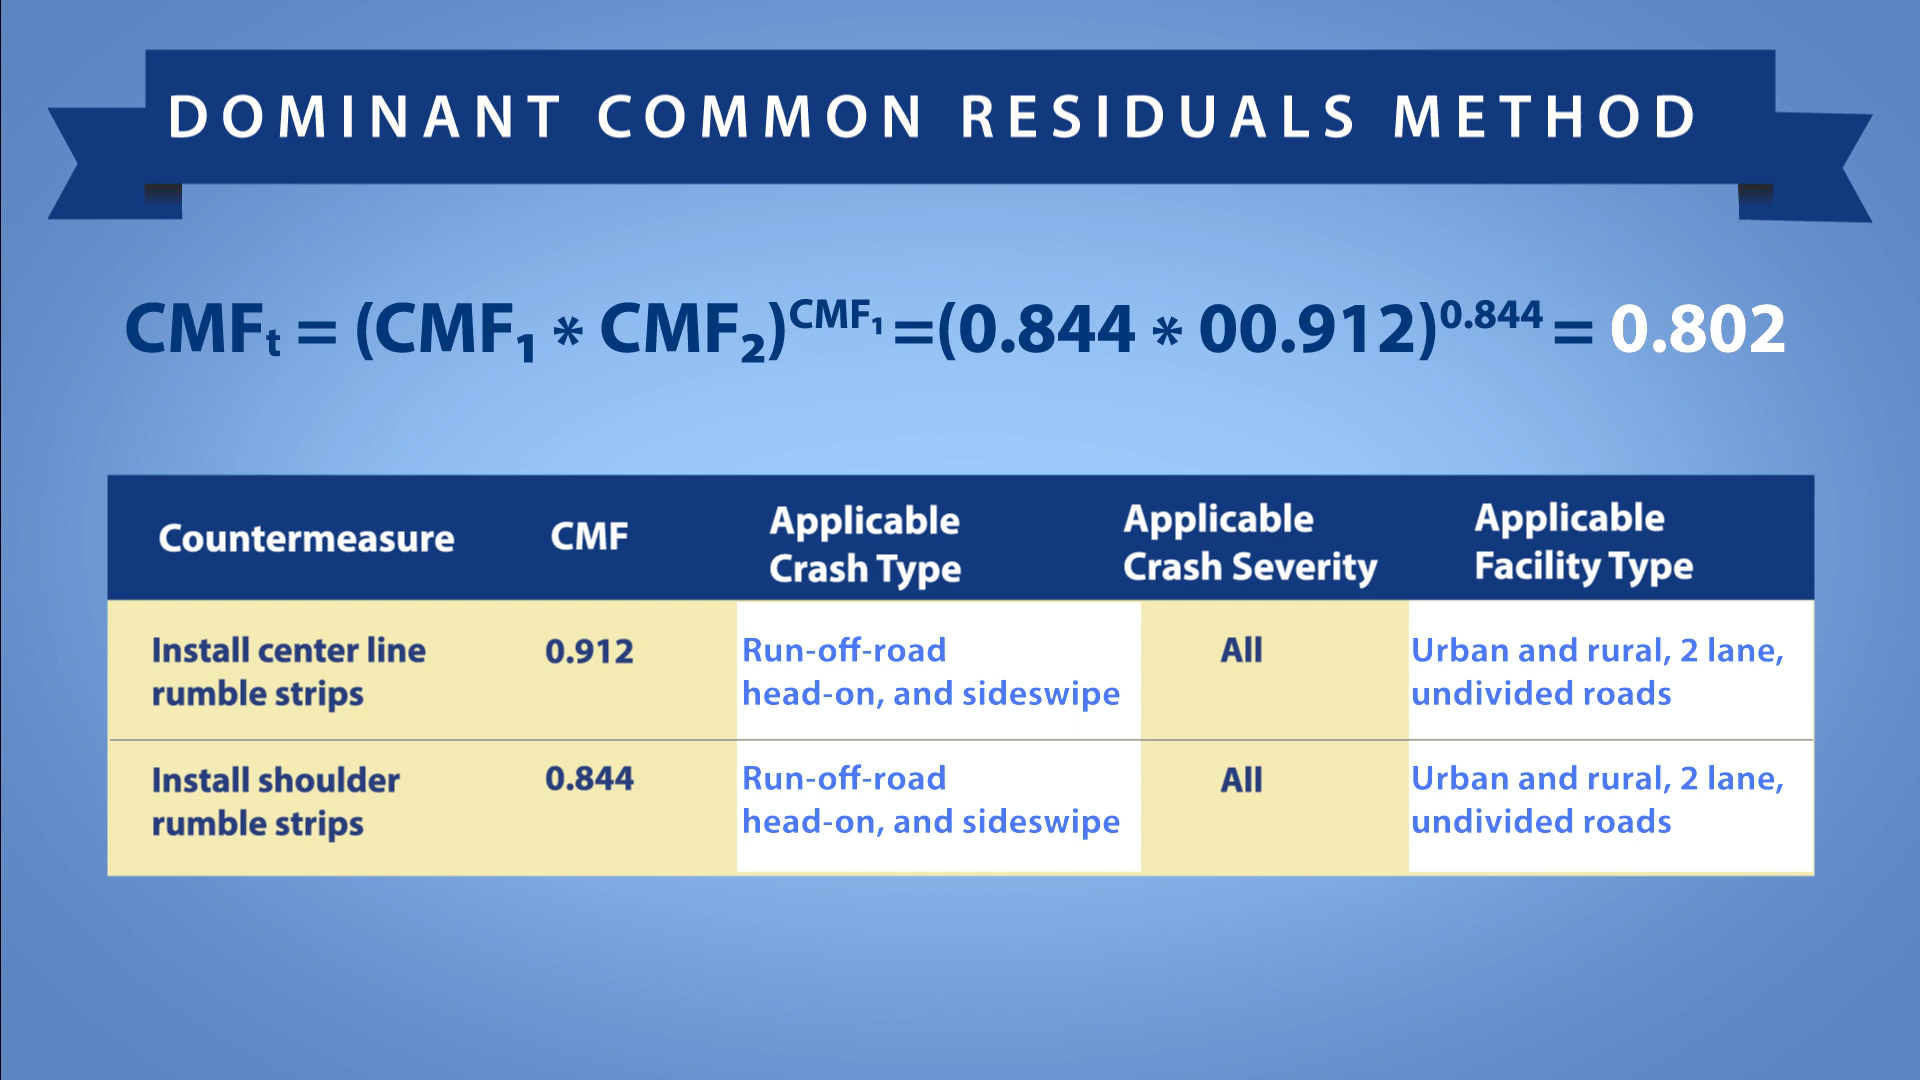 DOMINANT COMMON RESIDUALS METHOD
CMFₜ = (CMF₁ * CMF₂)^CMF₁ =(0.844 * 00.912)^0.844 = 0.802
Countermeasure CMF Applicable Crash Type Applicable Crash Severity Applicable Facility Type
Install center line 0.912 Run-off-road All Urban and rural, 2 lane,
rumble strips head-on, and sideswipe undivided roads
Install shoulder 0.844 Run-off-road All Urban and rural, 2 lane,
rumble strips head-on, and sideswipe undivided roads